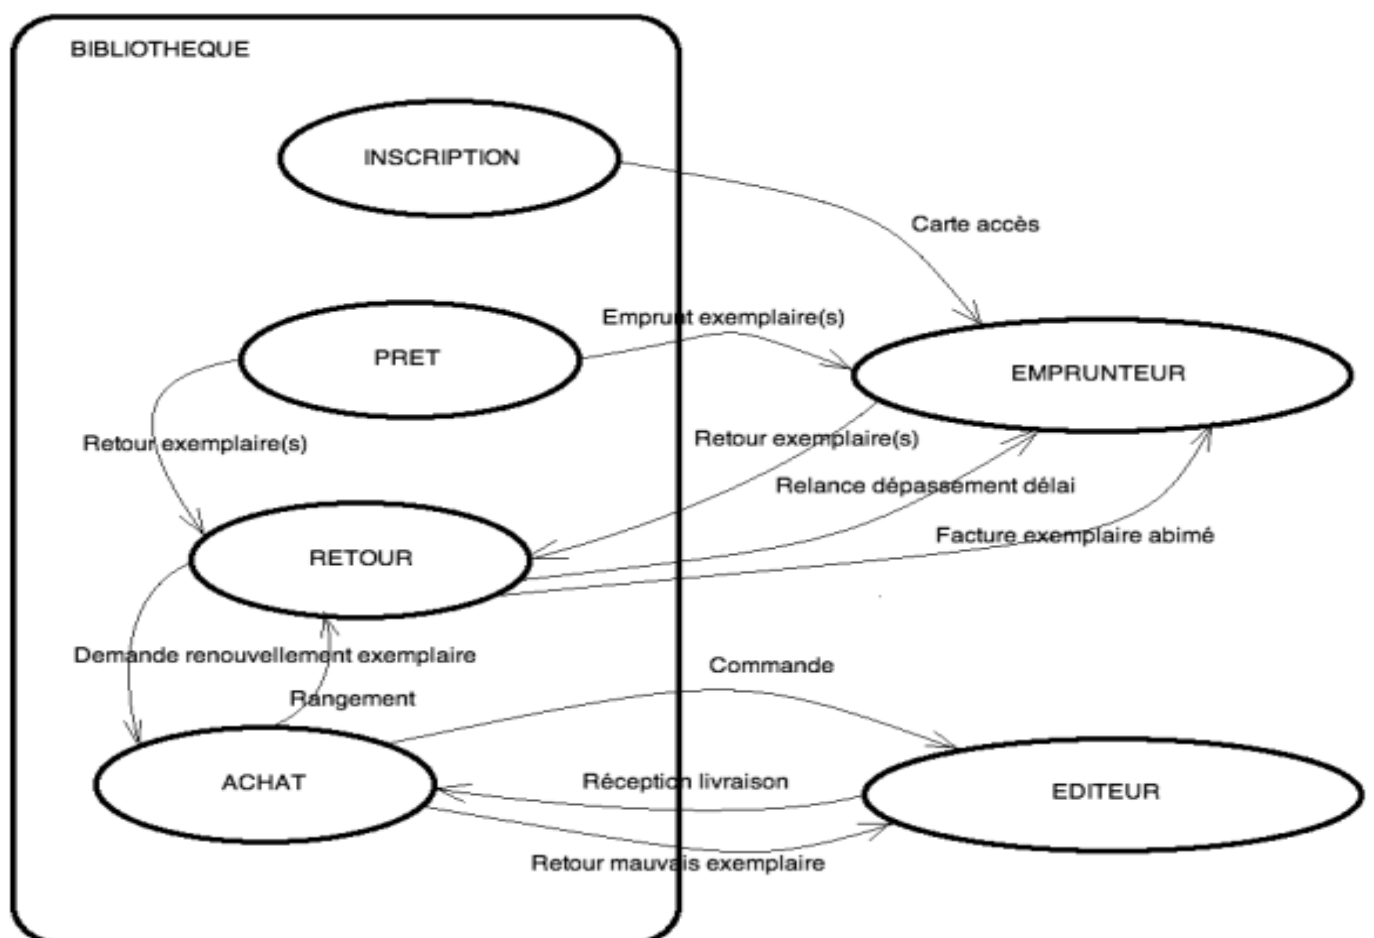 BIBLIOTHEQUE
INSCRIPTION
Carte accès
Emprunt exemplaire(s)
PRET
EMPRUNTEUR
Retour exemplaire(s)
Retour exemplaire(s)
Relance dépassement délai
Facture exemplaire abimé
RETOUR
Demande renouvellement exemplaire
Commande
Rangement
ACHAT
Réception livraison
EDITEUR
Retour mauvais exemplaire